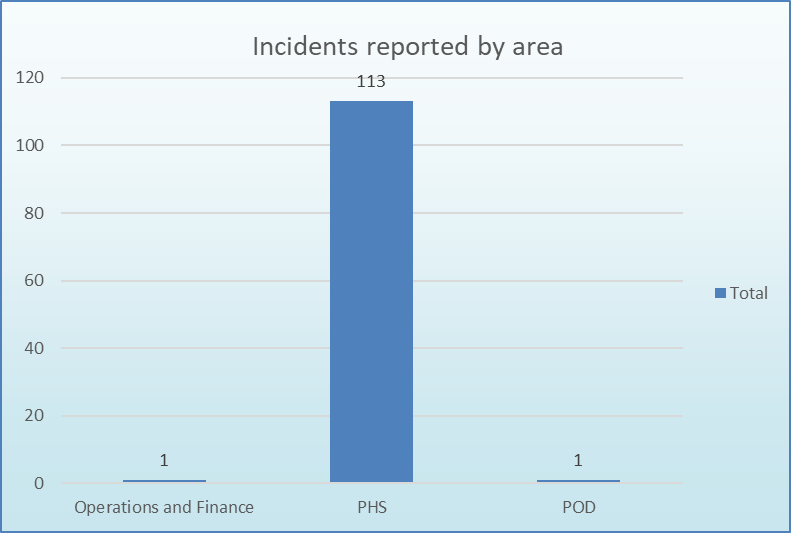 Incidents reported by area
120
100
80
60
40
20
0
1
113
1
Operations and Finance
PHS
POD
Total